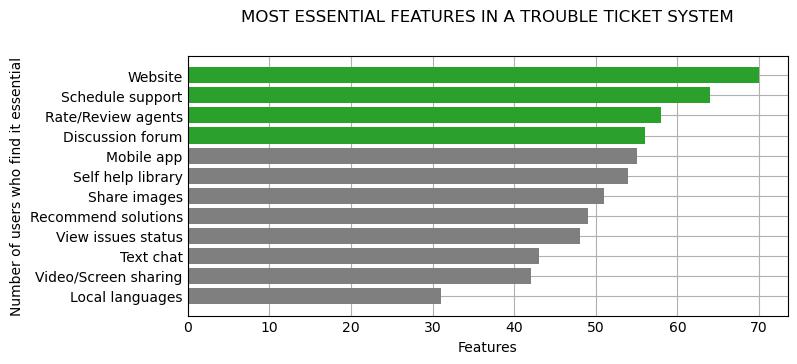 MOST ESSENTIAL FEATURES IN A TROUBLE TICKET SYSTEM
Number of users who find it essential
Website
Schedule support
Rate/Review agents
Discussion forum
Mobile app
Self help library
Share images
Recommend solutions
View issues status
Text chat
Video/Screen sharing
Local languages
0 10 20 30 40 50 60 70
Features